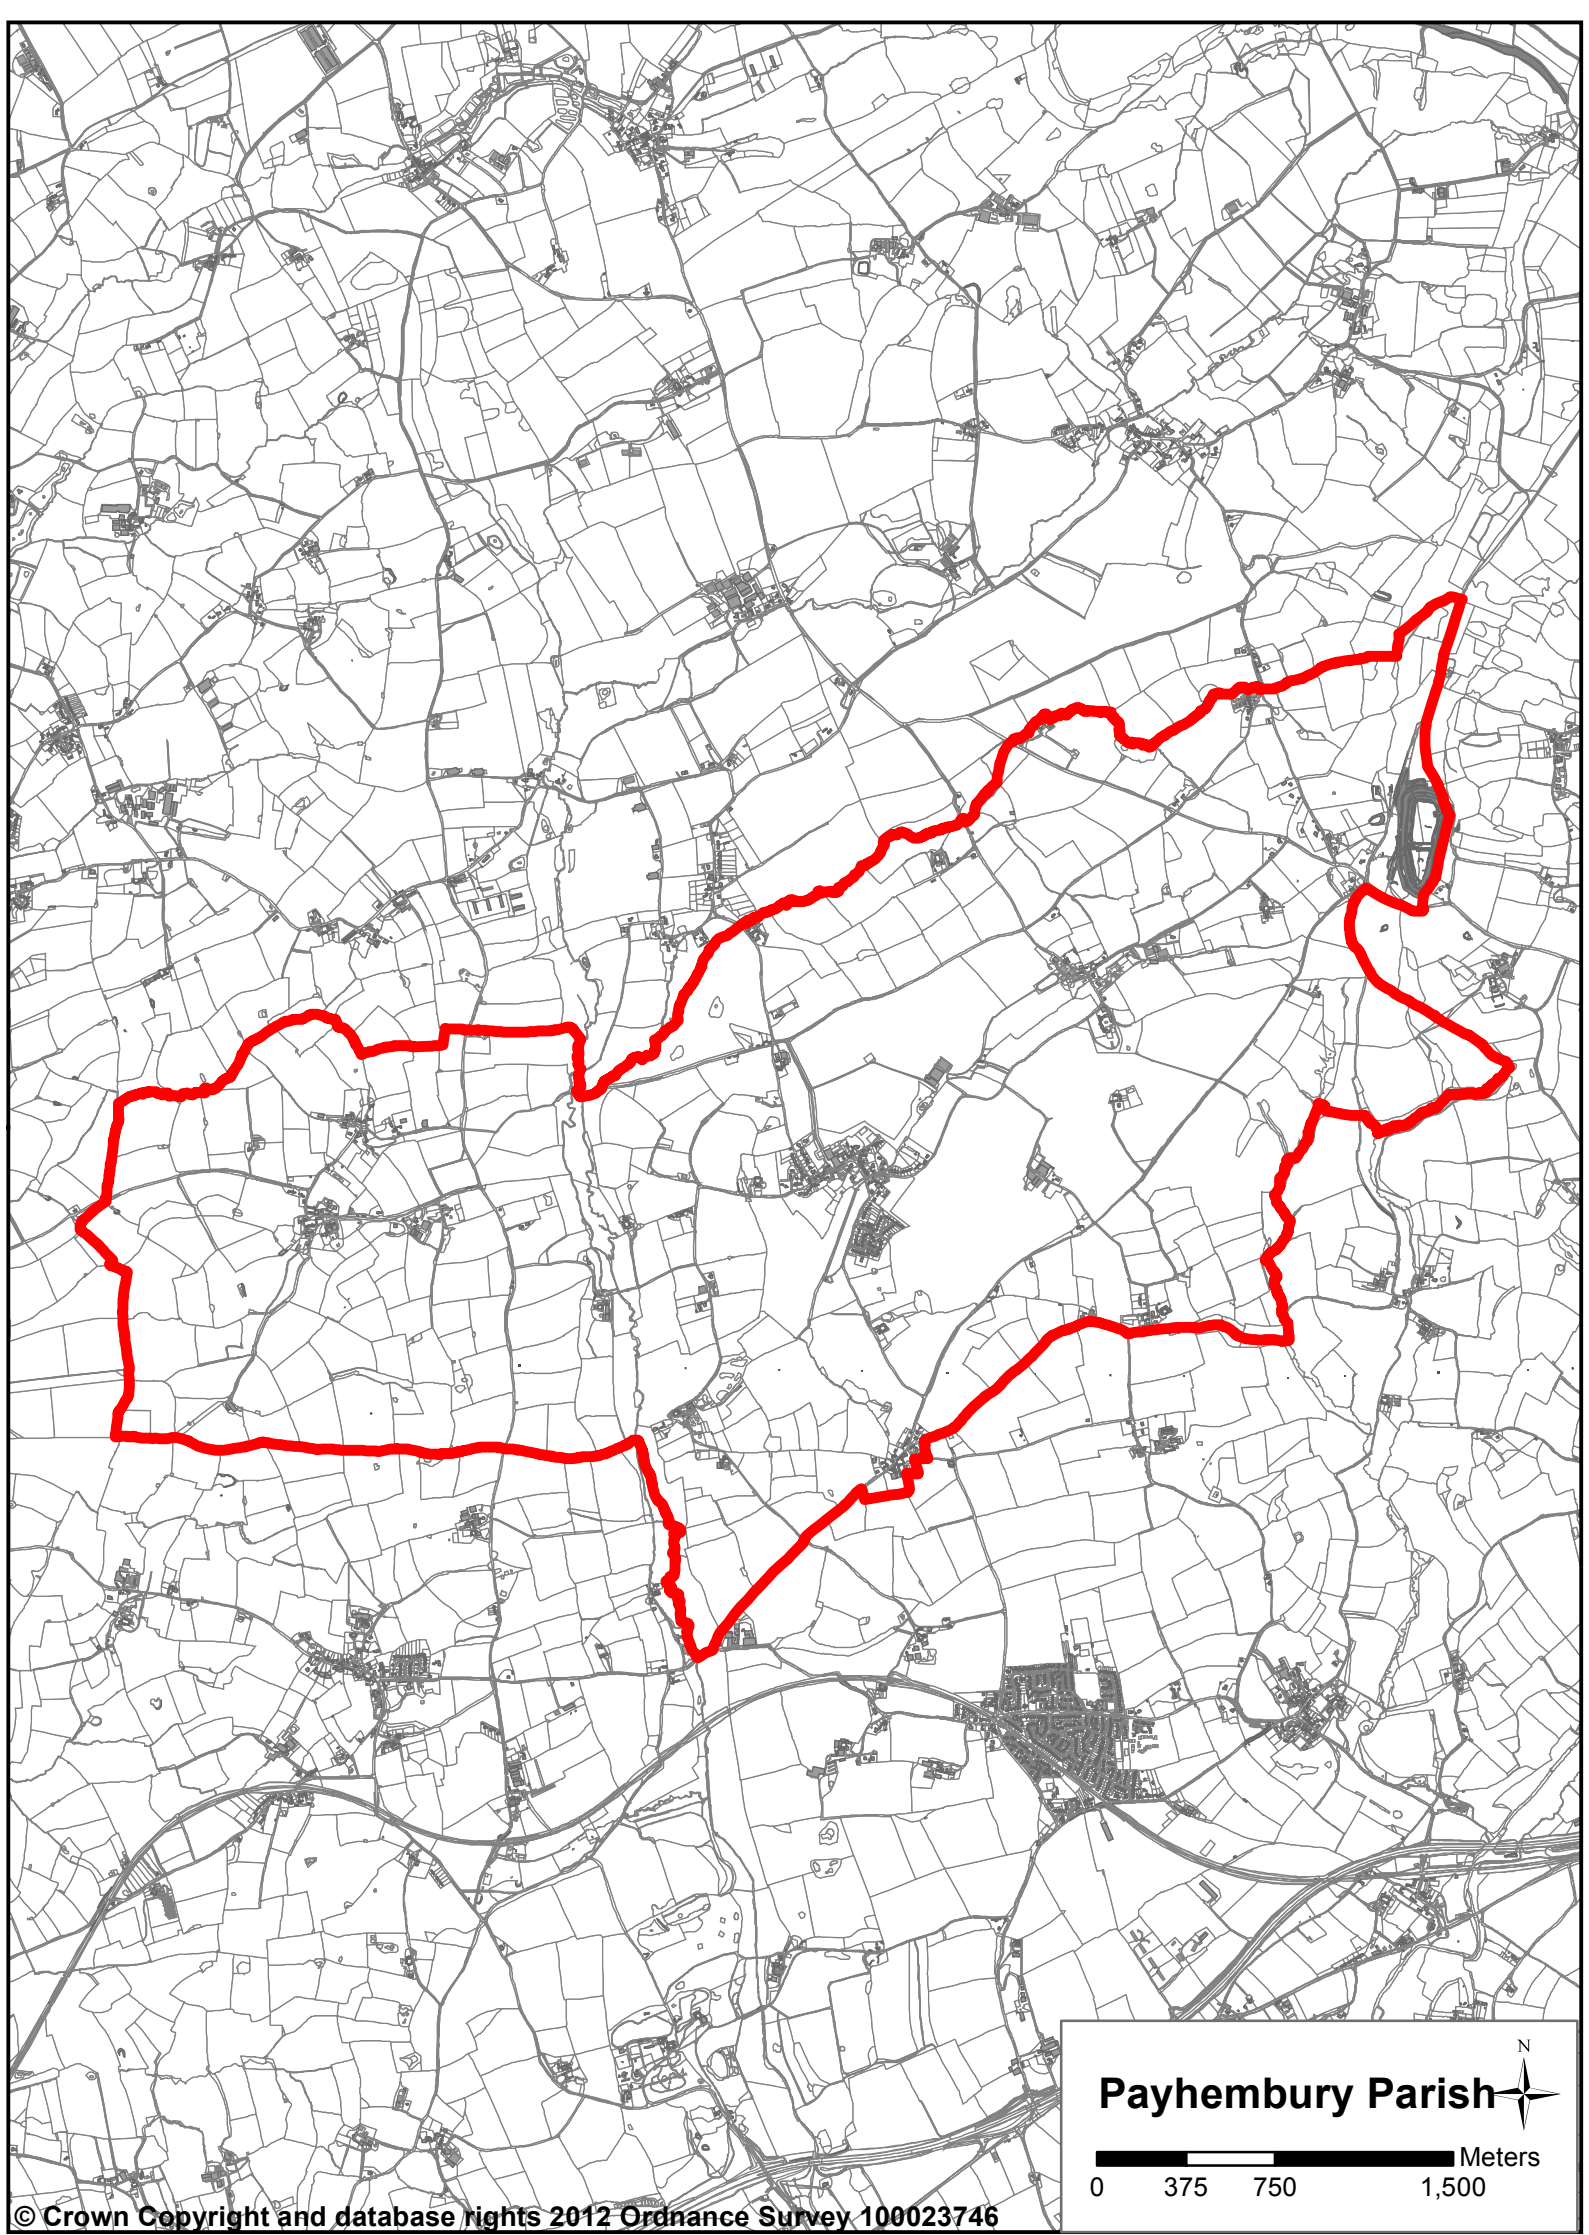 N
Payhembury Parish
Meters
0 375 750 1,500
© Crown Copyright and database rights 2012 Ordnance Survey 100023746